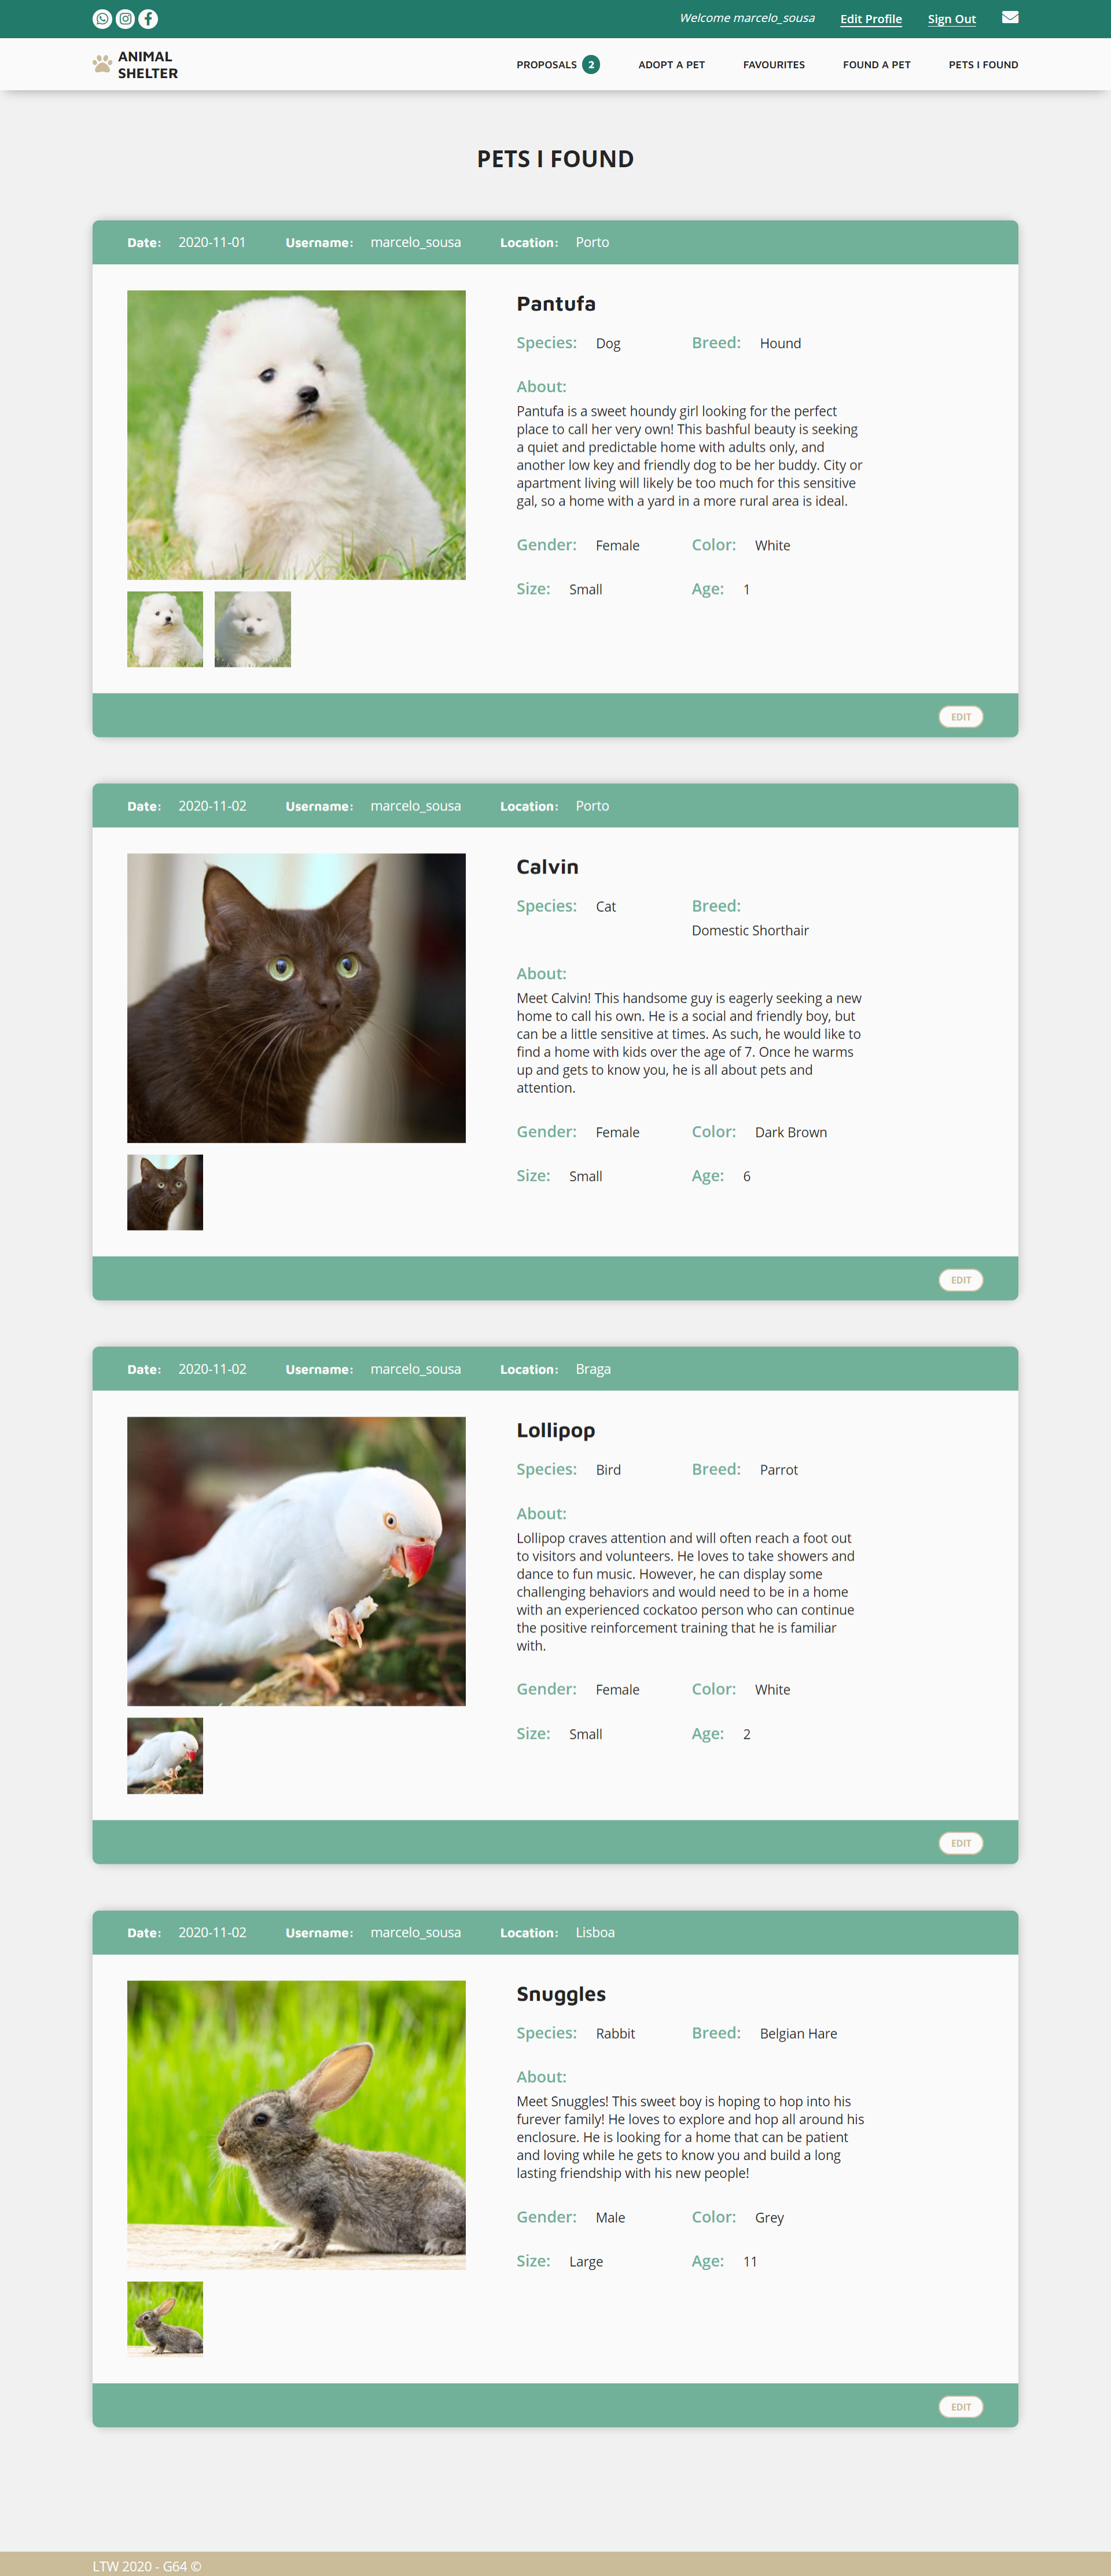 Welcome marcelo_sousa Edit Profile Sign Out
ANIMAL
SHELTER
PROPOSALS 2 ADOPT A PET FAVOURITES FOUND A PET PETS I FOUND
PETS I FOUND
Date: 2020-11-01 Username: marcelo_sousa Location: Porto
Pantufa
Species: Dog Breed: Hound
About:
Pantufa is a sweet houndy girl looking for the perfect
place to call her very own! This bashful beauty is seeking
a quiet and predictable home with adults only, and
another low key and friendly dog to be her buddy. City or
apartment living will likely be too much for this sensitive
gal, so a home with a yard in a more rural area is ideal.
Gender: Female Color: White
Size: Small Age: 1
EDIT
Date: 2020-11-02 Username: marcelo_sousa Location: Porto
Calvin
Species: Cat Breed:
Domestic Shorthair
About:
Meet Calvin! This handsome guy is eagerly seeking a new
home to call his own. He is a social and friendly boy, but
can be a little sensitive at times. As such, he would like to
find a home with kids over the age of 7. Once he warms
up and gets to know you, he is all about pets and
attention.
Gender: Female Color: Dark Brown
Size: Small Age: 6
EDIT
Date: 2020-11-02 Username: marcelo_sousa Location: Braga
Lollipop
Species: Bird Breed: Parrot
About:
Lollipop craves attention and will often reach a foot out
to visitors and volunteers. He loves to take showers and
dance to fun music. However, he can display some
challenging behaviors and would need to be in a home
with an experienced cockatoo person who can continue
the positive reinforcement training that he is familiar
with.
Gender: Female Color: White
Size: Small Age: 2
EDIT
Date: 2020-11-02 Username: marcelo_sousa Location: Lisboa
Snuggles
Species: Rabbit Breed: Belgian Hare
About:
Meet Snuggles! This sweet boy is hoping to hop into his
furever family! He loves to explore and hop all around his
enclosure. He is looking for a home that can be patient
and loving while he gets to know you and build a long
lasting friendship with his new people!
Gender: Male Color: Grey
Size: Large Age: 11
EDIT
LTW 2020 - G64 ©